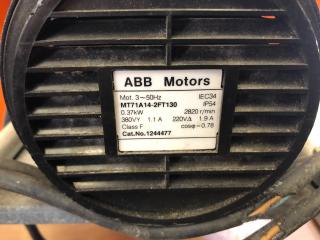 ABB Motors
Mot. 3~50Hz IEC34
MT71A14-2FT130 IP54
0.37kW 2820 r/min
380VY 1.1 A 220VΔ 1.9 A
Class F cosφ=0.78
Cat.No.1244477